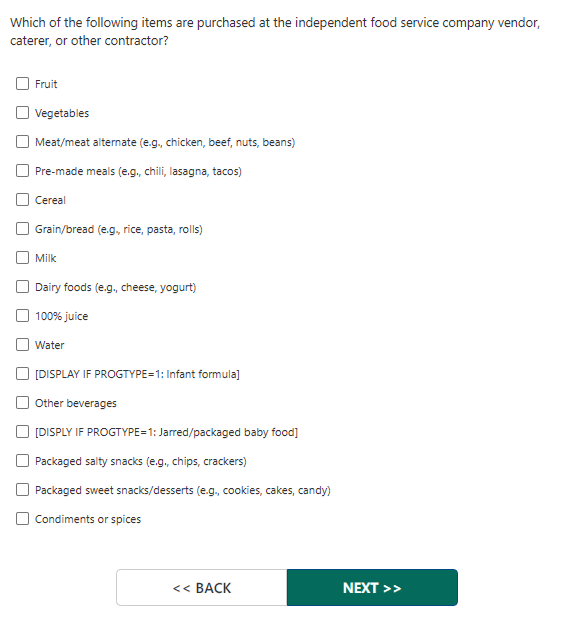 Which of the following items are purchased at the independent food service company vendor,
caterer, or other contractor?
Fruit
Vegetables
Meat/meat alternate (e.g., chicken, beef, nuts, beans)
Pre-made meals (e.g., chili, lasagna, tacos)
Cereal
Grain/bread (e.g., rice, pasta, rolls)
Milk
Dairy foods (e.g., cheese, yogurt)
100% juice
Water
[DISPLAY IF PROGTYPE=1: Infant formula]
Other beverages
[DISPLY IF PROGTYPE=1: Jarred/packaged baby food]
Packaged salty snacks (e.g., chips, crackers)
Packaged sweet snacks/desserts (e.g., cookies, cakes, candy)
Condiments or spices
<< BACK NEXT >>